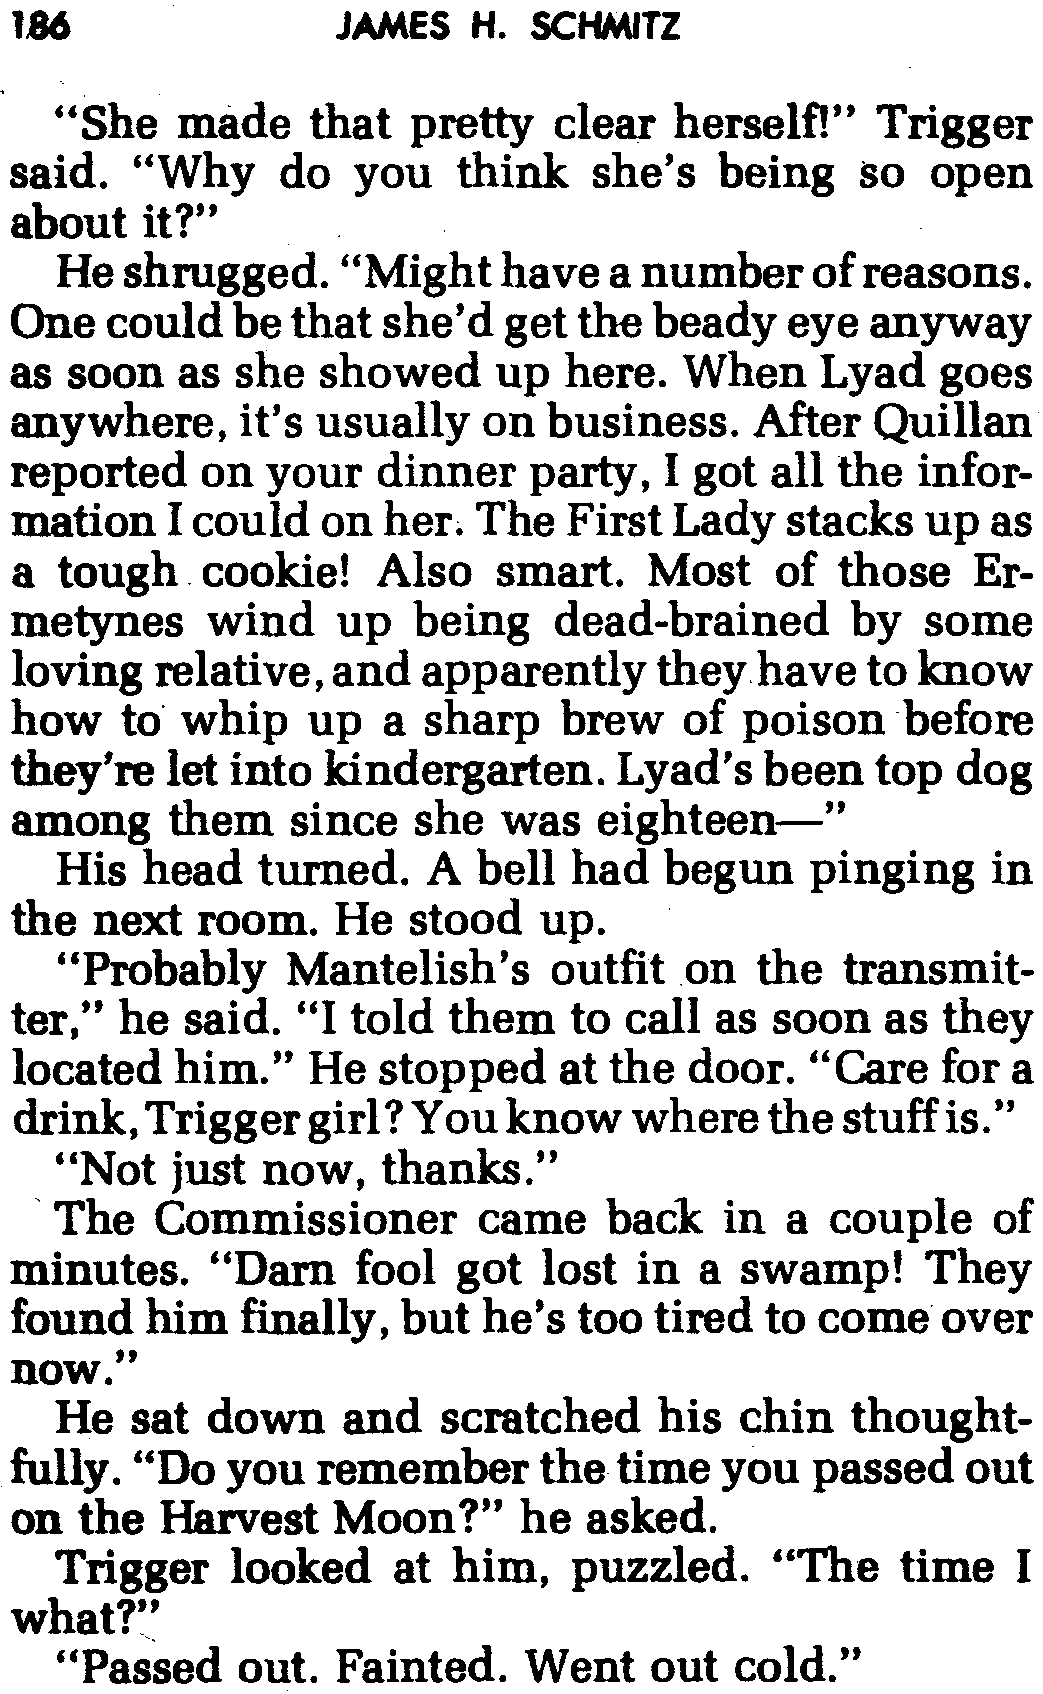 186 JAMES H. SCHMITZ
“She made that pretty clear herself!” Trigger
said. “Why do you think she’s being so open
about it?”
He shrugged. “Might have a number of reasons.
One could be that she’d get the beady eye anyway
as soon as she showed up here. When Lyad goes
anywhere, it’s usually on business. After Quillan
reported on your dinner party, I got all the infor-
mation I could on her. The First Lady stacks up as
a tough cookie! Also smart. Most of those Er-
metynes wind up being dead-brained by some
loving relative, and apparently they have to know
how to whip up a sharp brew of poison before
they’re let into kindergarten. Lyad’s been top dog
among them since she was eighteen—”
His head turned. A bell had begun pinging in
the next room. He stood up.
“Probably Mantelish’s outfit on the transmit-
ter,” he said. “I told them to call as soon as they
located him.” He stopped at the door. “Care for a
drink, Trigger girl? You know where the stuff is.”
“Not just now, thanks.”
The Commissioner came back in a couple of
minutes. “Darn fool got lost in a swamp! They
found him finally, but he’s too tired to come over
now.”
He sat down and scratched his chin thought-
fully. “Do you remember the time you passed out
on the Harvest Moon?” he asked.
Trigger looked at him, puzzled. “The time I
what?”
“Passed out. Fainted. Went out cold.”